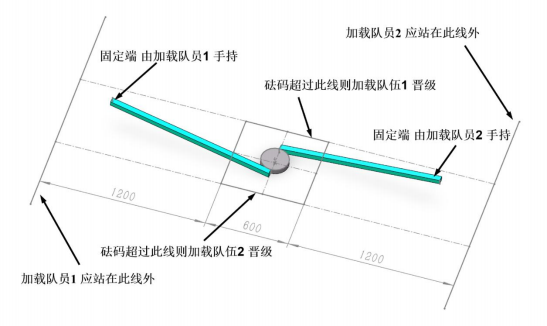 加载队员2 应站在此线外
固定端 由加载队员1 手持
砝码超过此线则加载队伍1 晋级
固定端 由加载队员2 手持
1200
600
1200
砝码超过此线则加载队伍2 晋级
加载队员1 应站在此线外